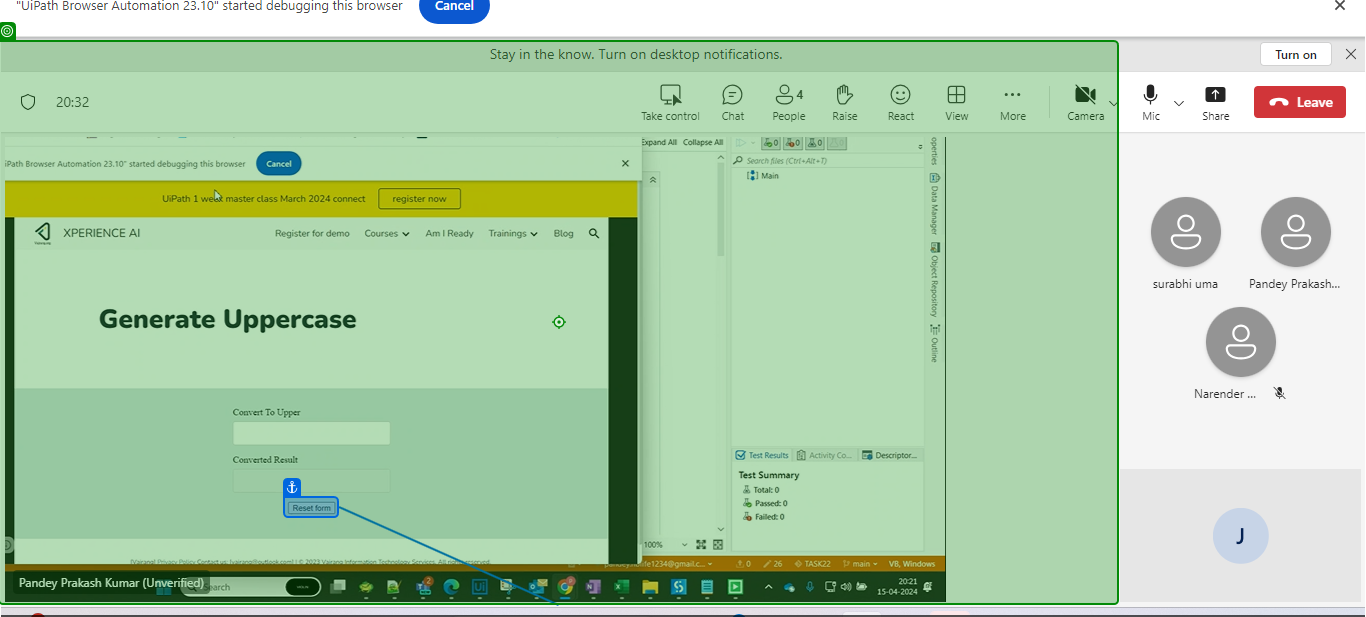 "UiPath Browser Automation 23.10" started debugging this browser
Cancel
Stay in the know. Turn on desktop notifications.
Turn on
20:32
Take control
Chat
4
People
Raise
React
View
More
Camera
Mic
Share
Leave
iPath Browser Automation 23.10" started debugging this browser
Cancel
Expand All Collapse All
Search files (Ctrl+Alt+T)
Main
operties
Data Manager
Object Repository
Outline
UiPath 1 week master class March 2024 connect
register now
XPERIENCE AI
Register for demo Courses Am I Ready Trainings Blog
Generate Uppercase
Convert To Upper
Converted Result
Reset form
surabhi uma
Pandey Prakash...
Narender ...
J
Test Results Activity Co... Descriptor...
Test Summary
Total: 0
Passed: 0
Failed: 0
100%
0 26 TASK22 main VB, Windows
Pandey Prakash Kumar (Unverified)
Search
20:21
15-04-2024